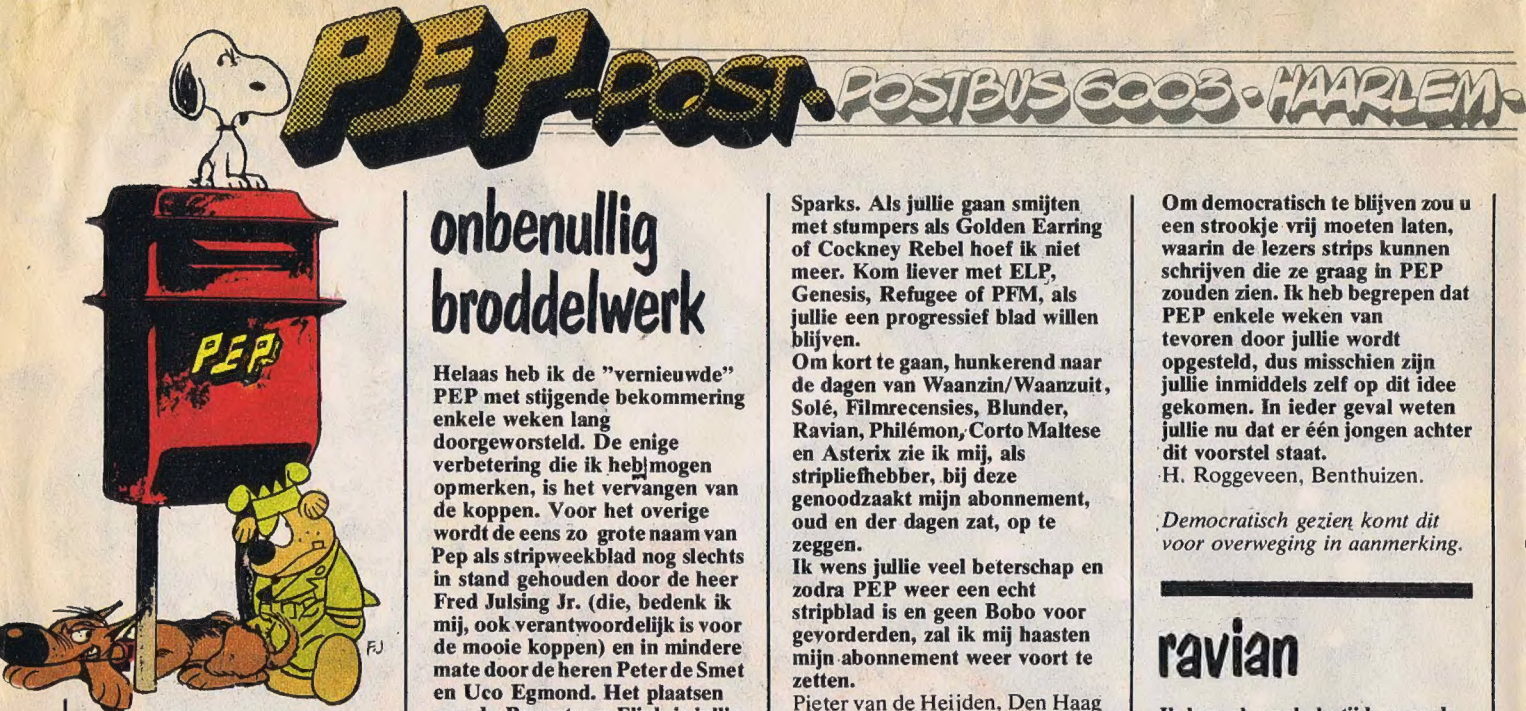 PEP-POST-POSTBUS 6003-HAARLEM-
PEP
FJ
onbenullig
broddelwerk
Helaas heb ik de "vernieuwde"
PEP met stijgende bekommering
enkele weken lang
doorgeworsteld. De enige
verbetering die ik heb mogen
opmerken, is het vervangen van
de koppen. Voor het overige
wordt de eens zo grote naam van
Pep als stripweekblad nog slechts
in stand gehouden door de heer
Fred Julsing Jr. (die, bedenk ik
mij, ook verantwoordelijk is voor
de mooie koppen) en in mindere
mate door de heren Peter de Smet
en Uco Egmond. Het plaatsen
Sparks. Als jullie gaan smijten
met stumpers als Golden Earring
of Cockney Rebel hoef ik niet
meer. Kom liever met ELP,
Genesis, Refugee of PFM, als
jullie een progressief blad willen
blijven.
Om kort te gaan, hunkerend naar
de dagen van Waanzin/Waanzuit,
Solé, Filmrecensies, Blunder,
Ravian, Philémon, Corto Maltese
en Asterix zie ik mij, als
stripliefhebber, bij deze
genoodzaakt mijn abonnement,
oud en der dagen zat, op te
zeggen.
Ik wens jullie veel beterschap en
zodra PEP weer een echt
stripblad is en geen Bobo voor
gevorderden, zal ik mij haasten
mijn abonnement weer voort te
zetten.
Pieter van de Heijden, Den Haag
Om democratisch te blijven zou u
een strookje vrij moeten laten,
waarin de lezers strips kunnen
schrijven die ze graag in PEP
zouden zien. Ik heb begrepen dat
PEP enkele weken van
tevoren door jullie wordt
opgesteld, dus misschien zijn
jullie inmiddels zelf op dit idee
gekomen. In ieder geval weten
jullie nu dat er één jongen achter
dit voorstel staat.
H. Roggeveen, Benthuizen.
Democratisch gezien komt dit
voor overweging in aanmerking.
ravian